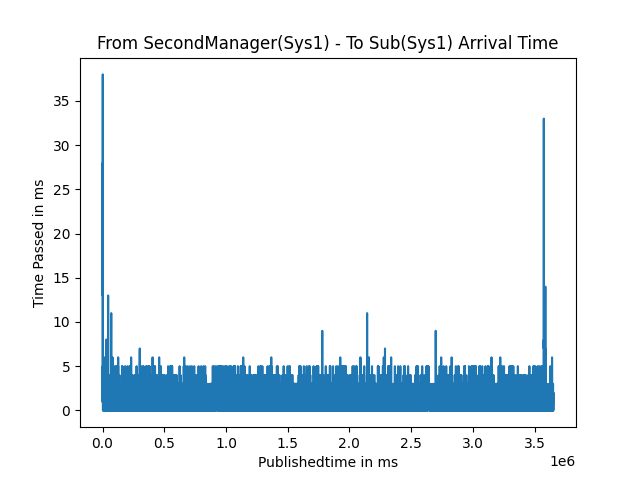 From SecondManager(Sys1) - To Sub(Sys1) Arrival Time
35
30
25
20
15
10
5
0
Time Passed in ms
0.0 0.5 1.0 1.5 2.0 2.5 3.0 3.5
1e6
Publishedtime in ms